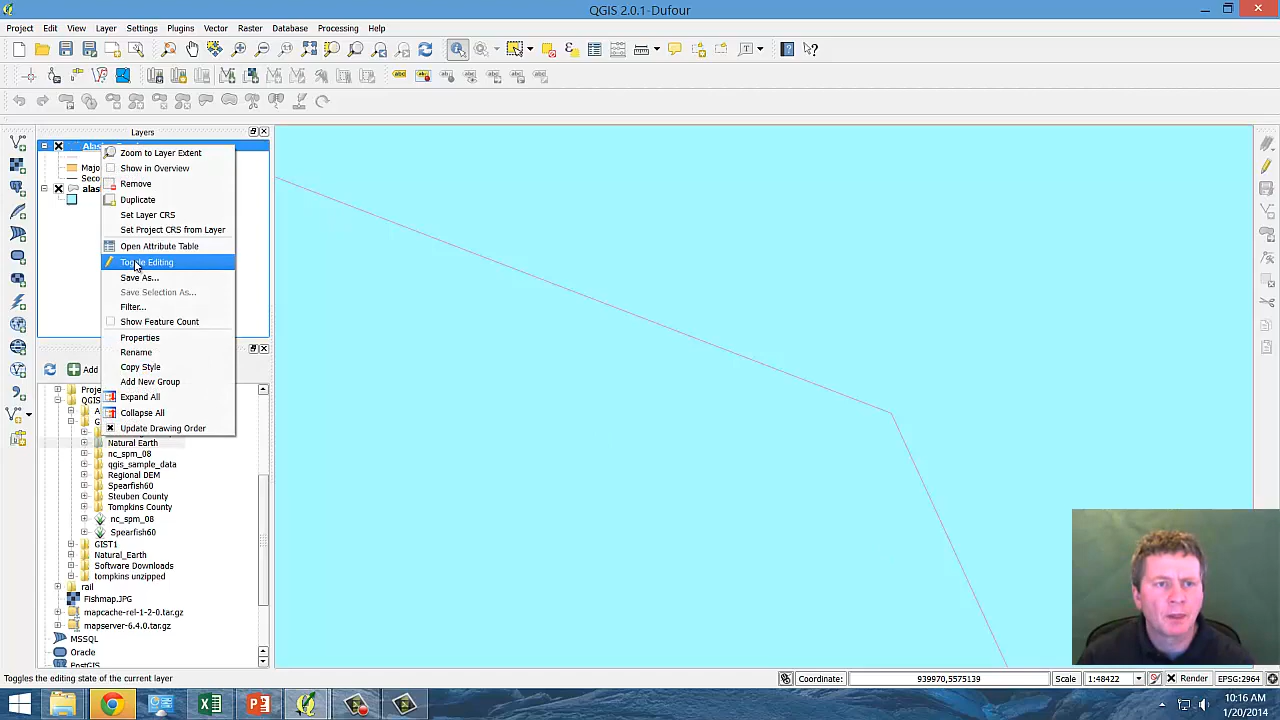 QGIS 2.0.1-Dufour
Project Edit View Layer Settings Plugins Vector Raster Database Processing Help
Layers
Zoom to Layer Extent
Show in Overview
Remove
Duplicate
Set Layer CRS
Set Project CRS from Layer
Open Attribute Table
Toggle Editing
Save As...
Save Selection As...
Filter...
Show Feature Count
Properties
Rename
Copy Style
Add New Group
Expand All
Collapse All
Update Drawing Order
Add
Natural Earth
nc_spm_08
qgis_sample_data
Regional DEM
Spearfish60
Steuben County
Tompkins County
nc_spm_08
Spearfish60
GIST1
Natural_Earth
Software Downloads
tompkins unzipped
rail
Fishmap.JPG
mapcache-rel-1-2-0.tar.gz
mapserver-6.4.0.tar.gz
MSSQL
Oracle
PostGIS
Toggles the editing state of the current layer
Coordinate: 939970,5575139 Scale 1:48422 Render EPSG:2964
10:16 AM
1/20/2014